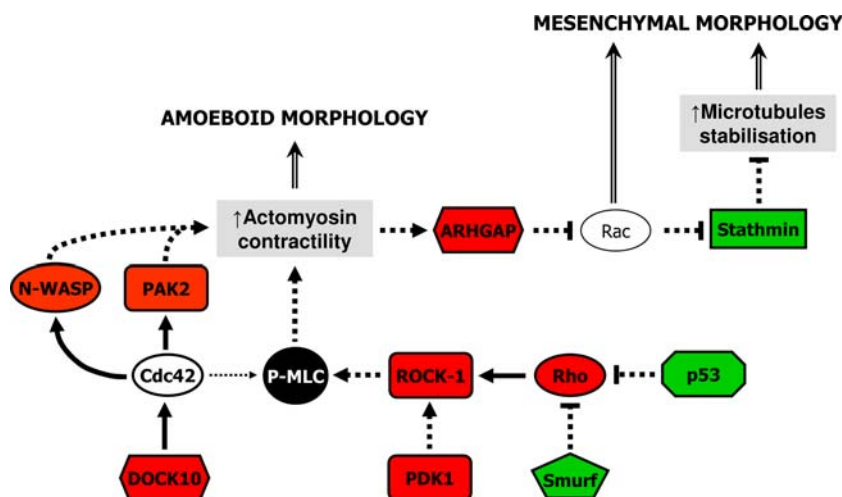 MESENCHYMAL MORPHOLOGY
AMOEBOID MORPHOLOGY
↑Microtubules
stabilisation
↑Actomyosin
contractility
ARHGAP
Rac
Stathmin
N-WASP
PAK2
Cdc42
P-MLC
ROCK-1
Rho
p53
DOCK10
PDK1
Smurf